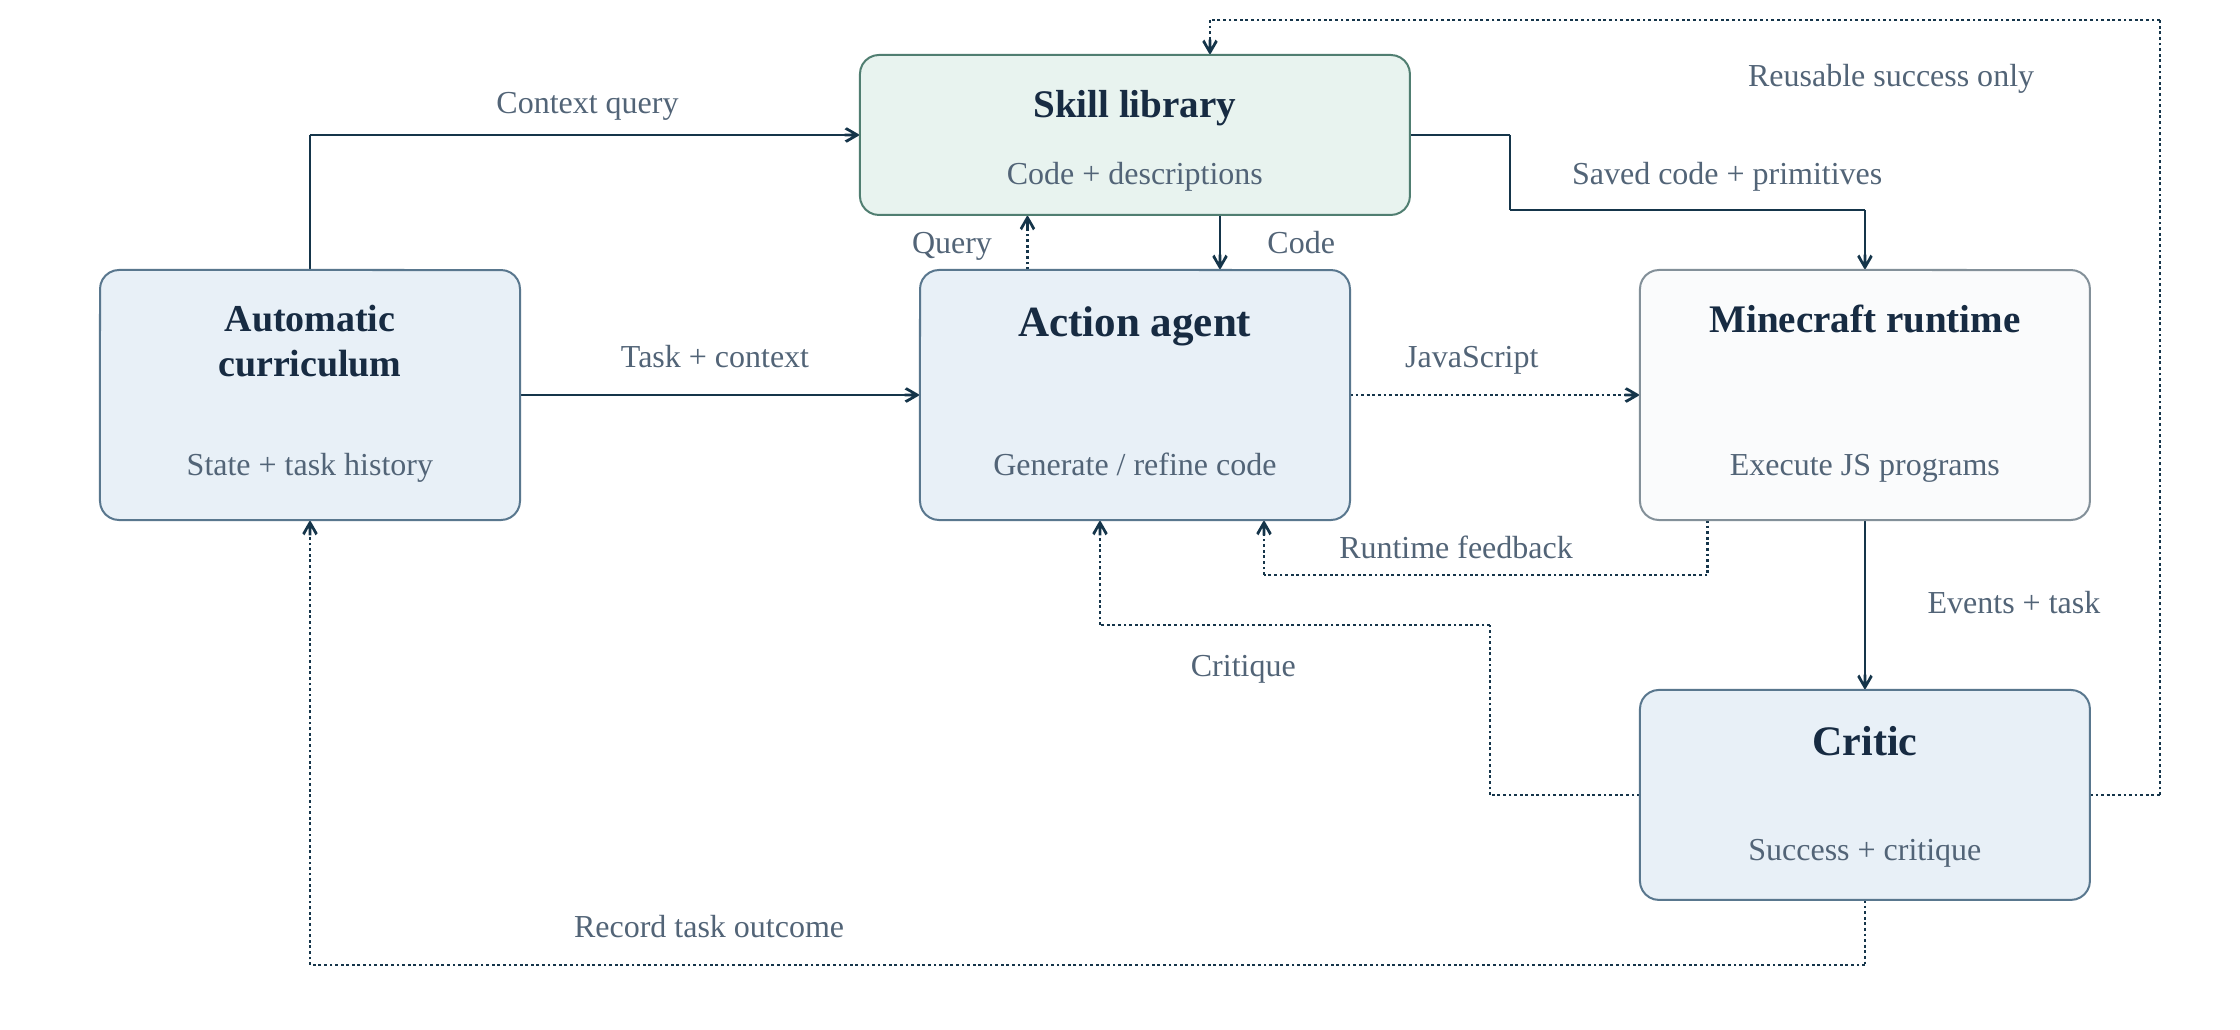 Reusable success only
Context query
Skill library
Code + descriptions
Saved code + primitives
Query
Code
Automatic
curriculum
State + task history
Task + context
Action agent
Generate / refine code
JavaScript
Minecraft runtime
Execute JS programs
Runtime feedback
Events + task
Critique
Critic
Success + critique
Record task outcome